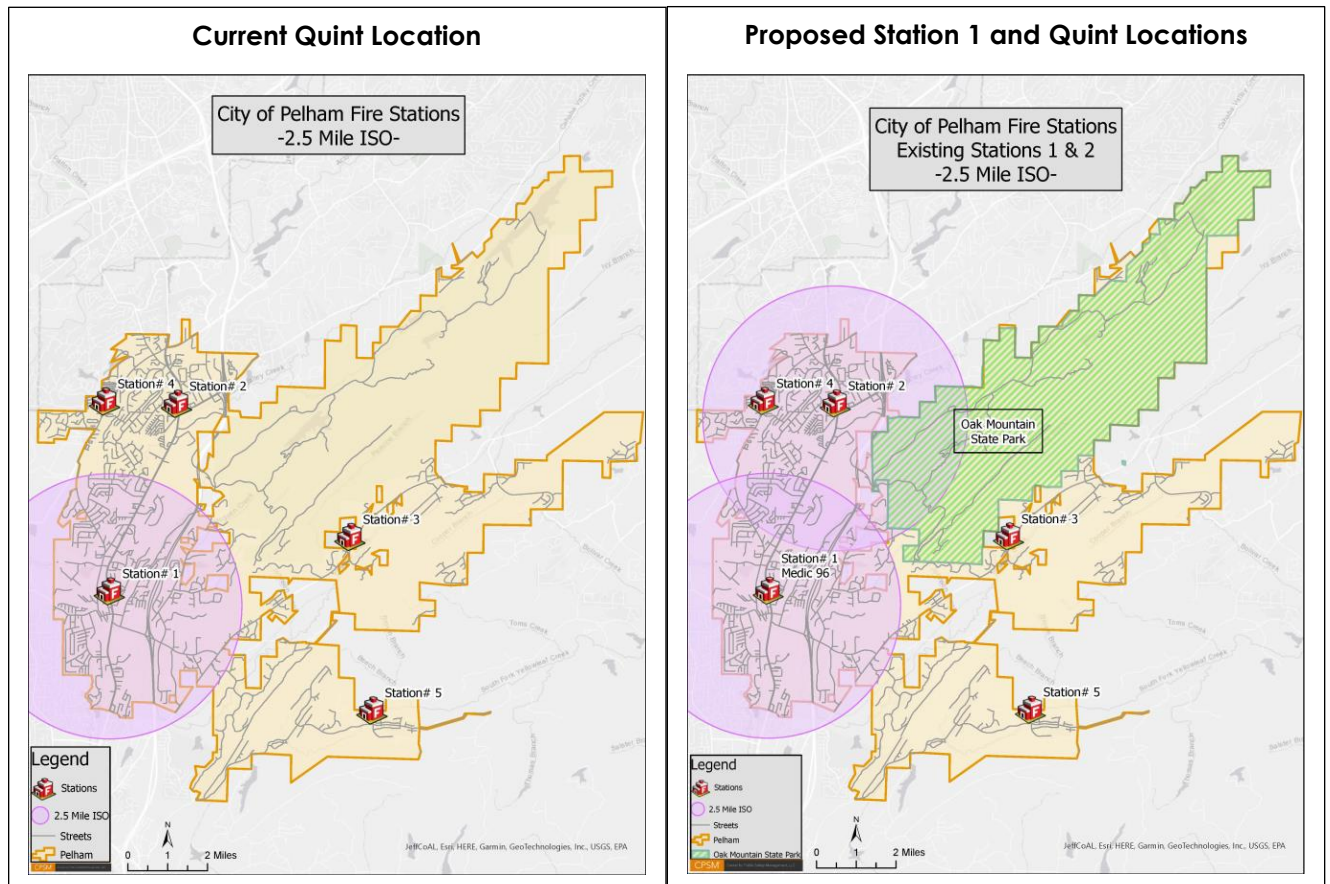 Current Quint Location
City of Pelham Fire Stations
-2.5 Mile ISO-
Station# 4
Station# 2
Station# 3
Station# 1
Station# 5
Legend
Stations
2.5 Mile ISO
Streets
Pelham
CPSM
N
0 1 2 Miles
JeffCoAL, Esri, HERE, Garmin, GeoTechnologies, Inc., USGS, EPA
Proposed Station 1 and Quint Locations
City of Pelham Fire Stations
Existing Stations 1 & 2
-2.5 Mile ISO-
Station# 4
Station# 2
Oak Mountain
State Park
Station# 3
Station# 1
Medic 96
Station# 5
Legend
Stations
2.5 Mile ISO
Streets
Pelham
Oak Mountain State Park
CPSM
N
0 1 2 Miles
JeffCoAL, Esri, HERE, Garmin, GeoTechnologies, Inc., USGS, EPA